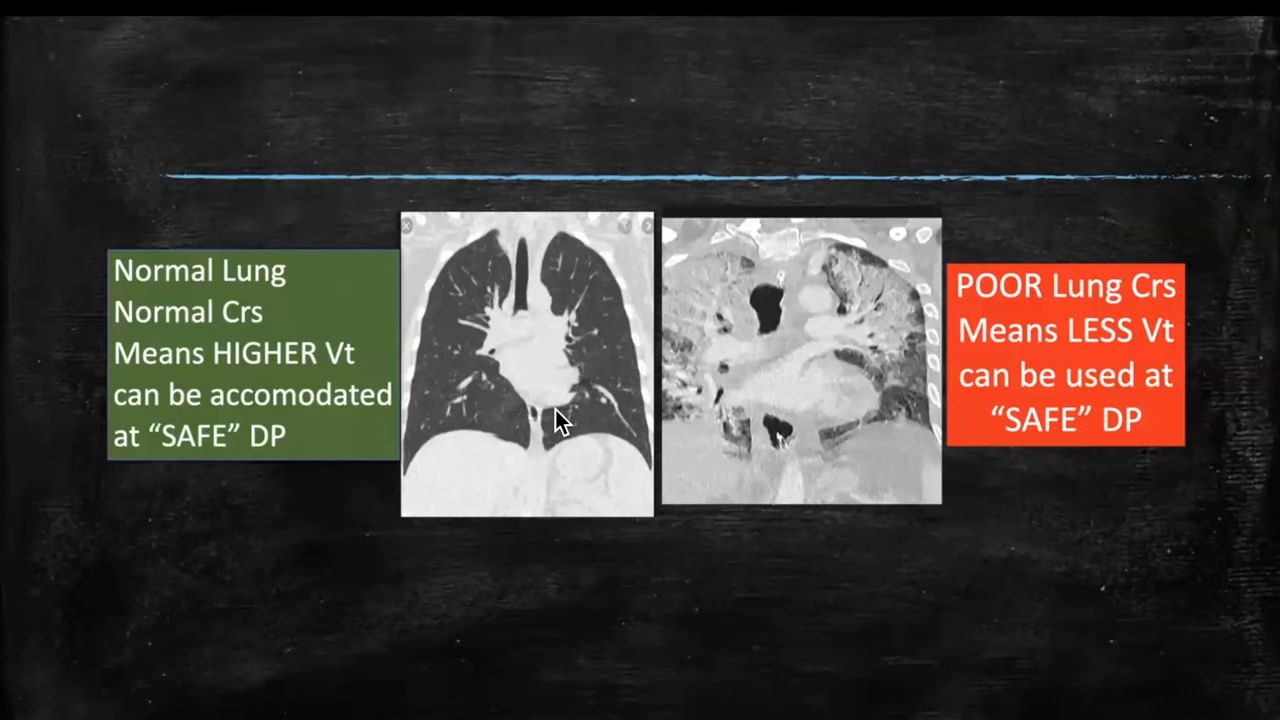 Normal Lung
Normal Crs
Means HIGHER Vt
can be accomodated
at “SAFE” DP
POOR Lung Crs
Means LESS Vt
can be used at
“SAFE” DP